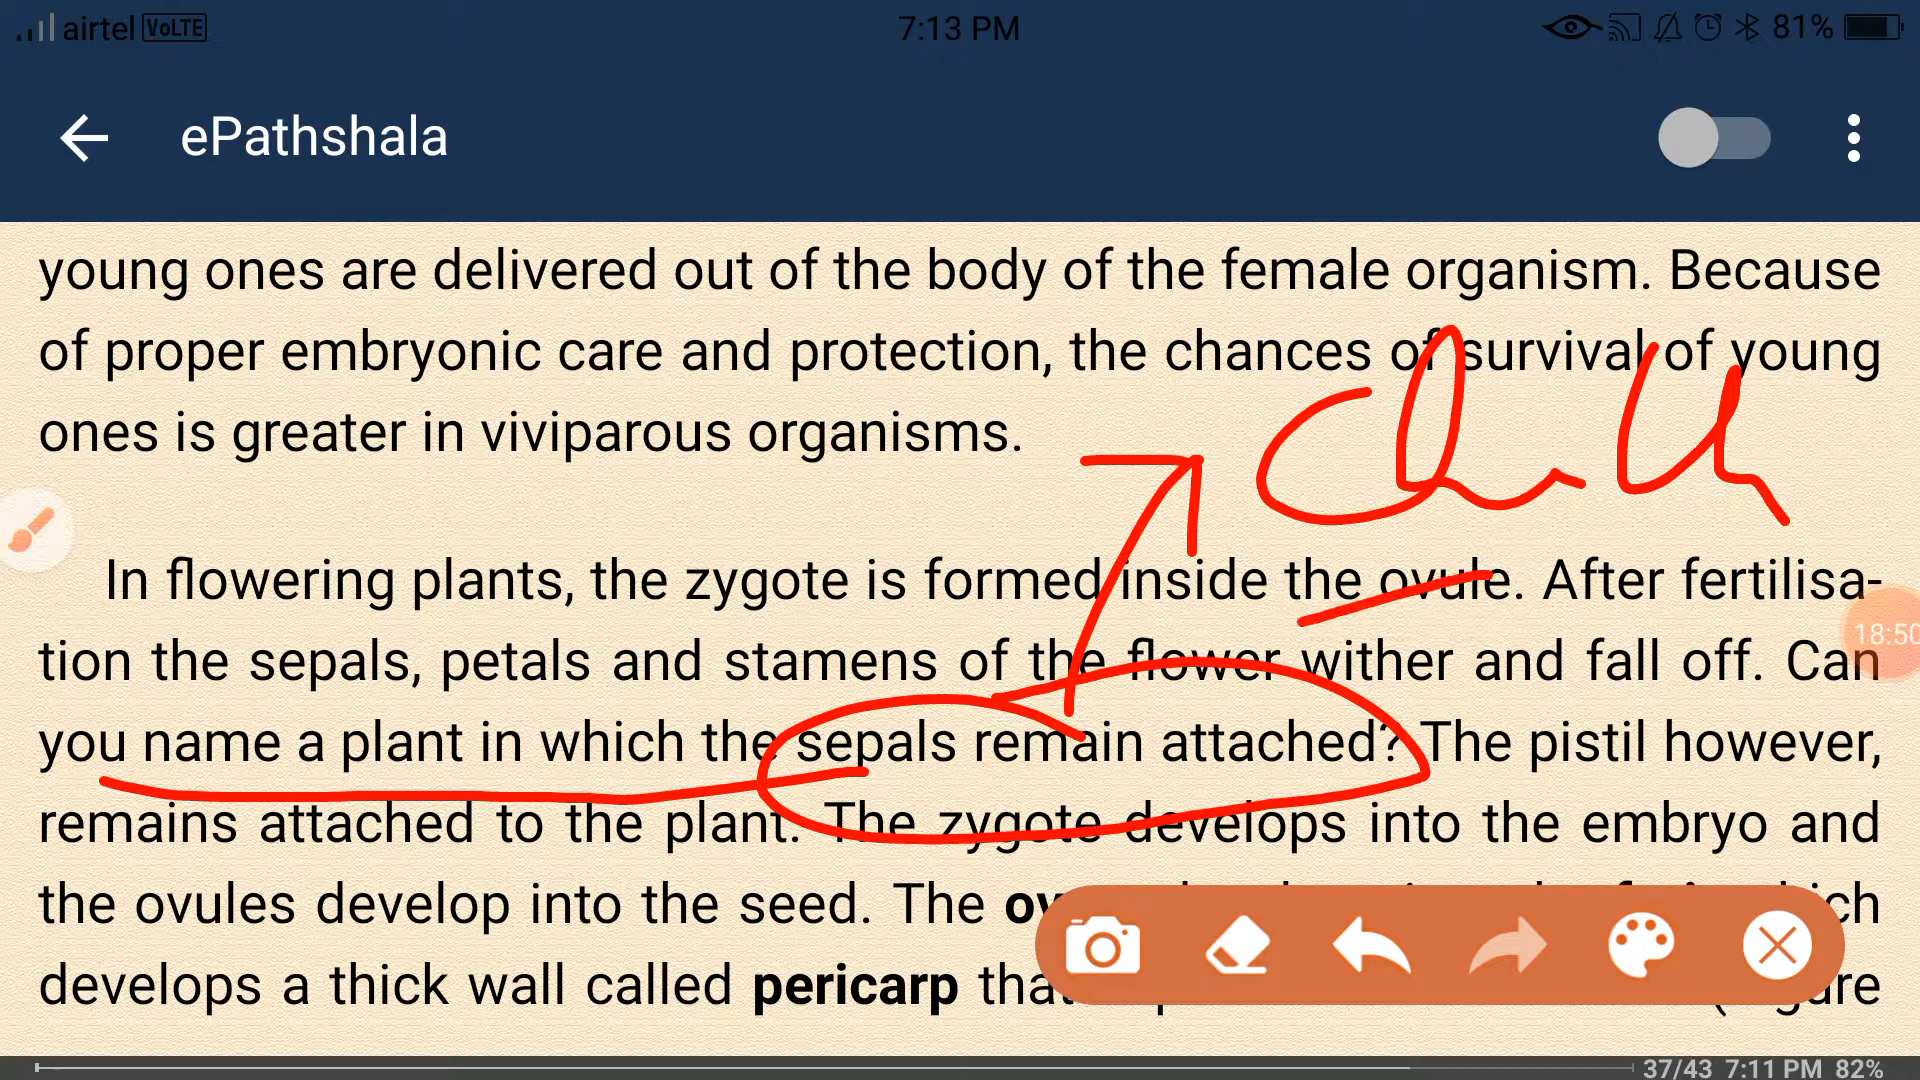 airtel VoLTE 7:13 PM 81%
ePathshala
young ones are delivered out of the body of the female organism. Because
of proper embryonic care and protection, the chances of survival of young
ones is greater in viviparous organisms.
In flowering plants, the zygote is formed inside the ovule. After fertilisa-
tion the sepals, petals and stamens of the flower wither and fall off. Can
you name a plant in which the sepals remain attached? The pistil however,
remains attached to the plant. The zygote develops into the embryo and
the ovules develop into the seed. The
develops a thick wall called pericarp
18:50
37/43 7:11 PM 82%